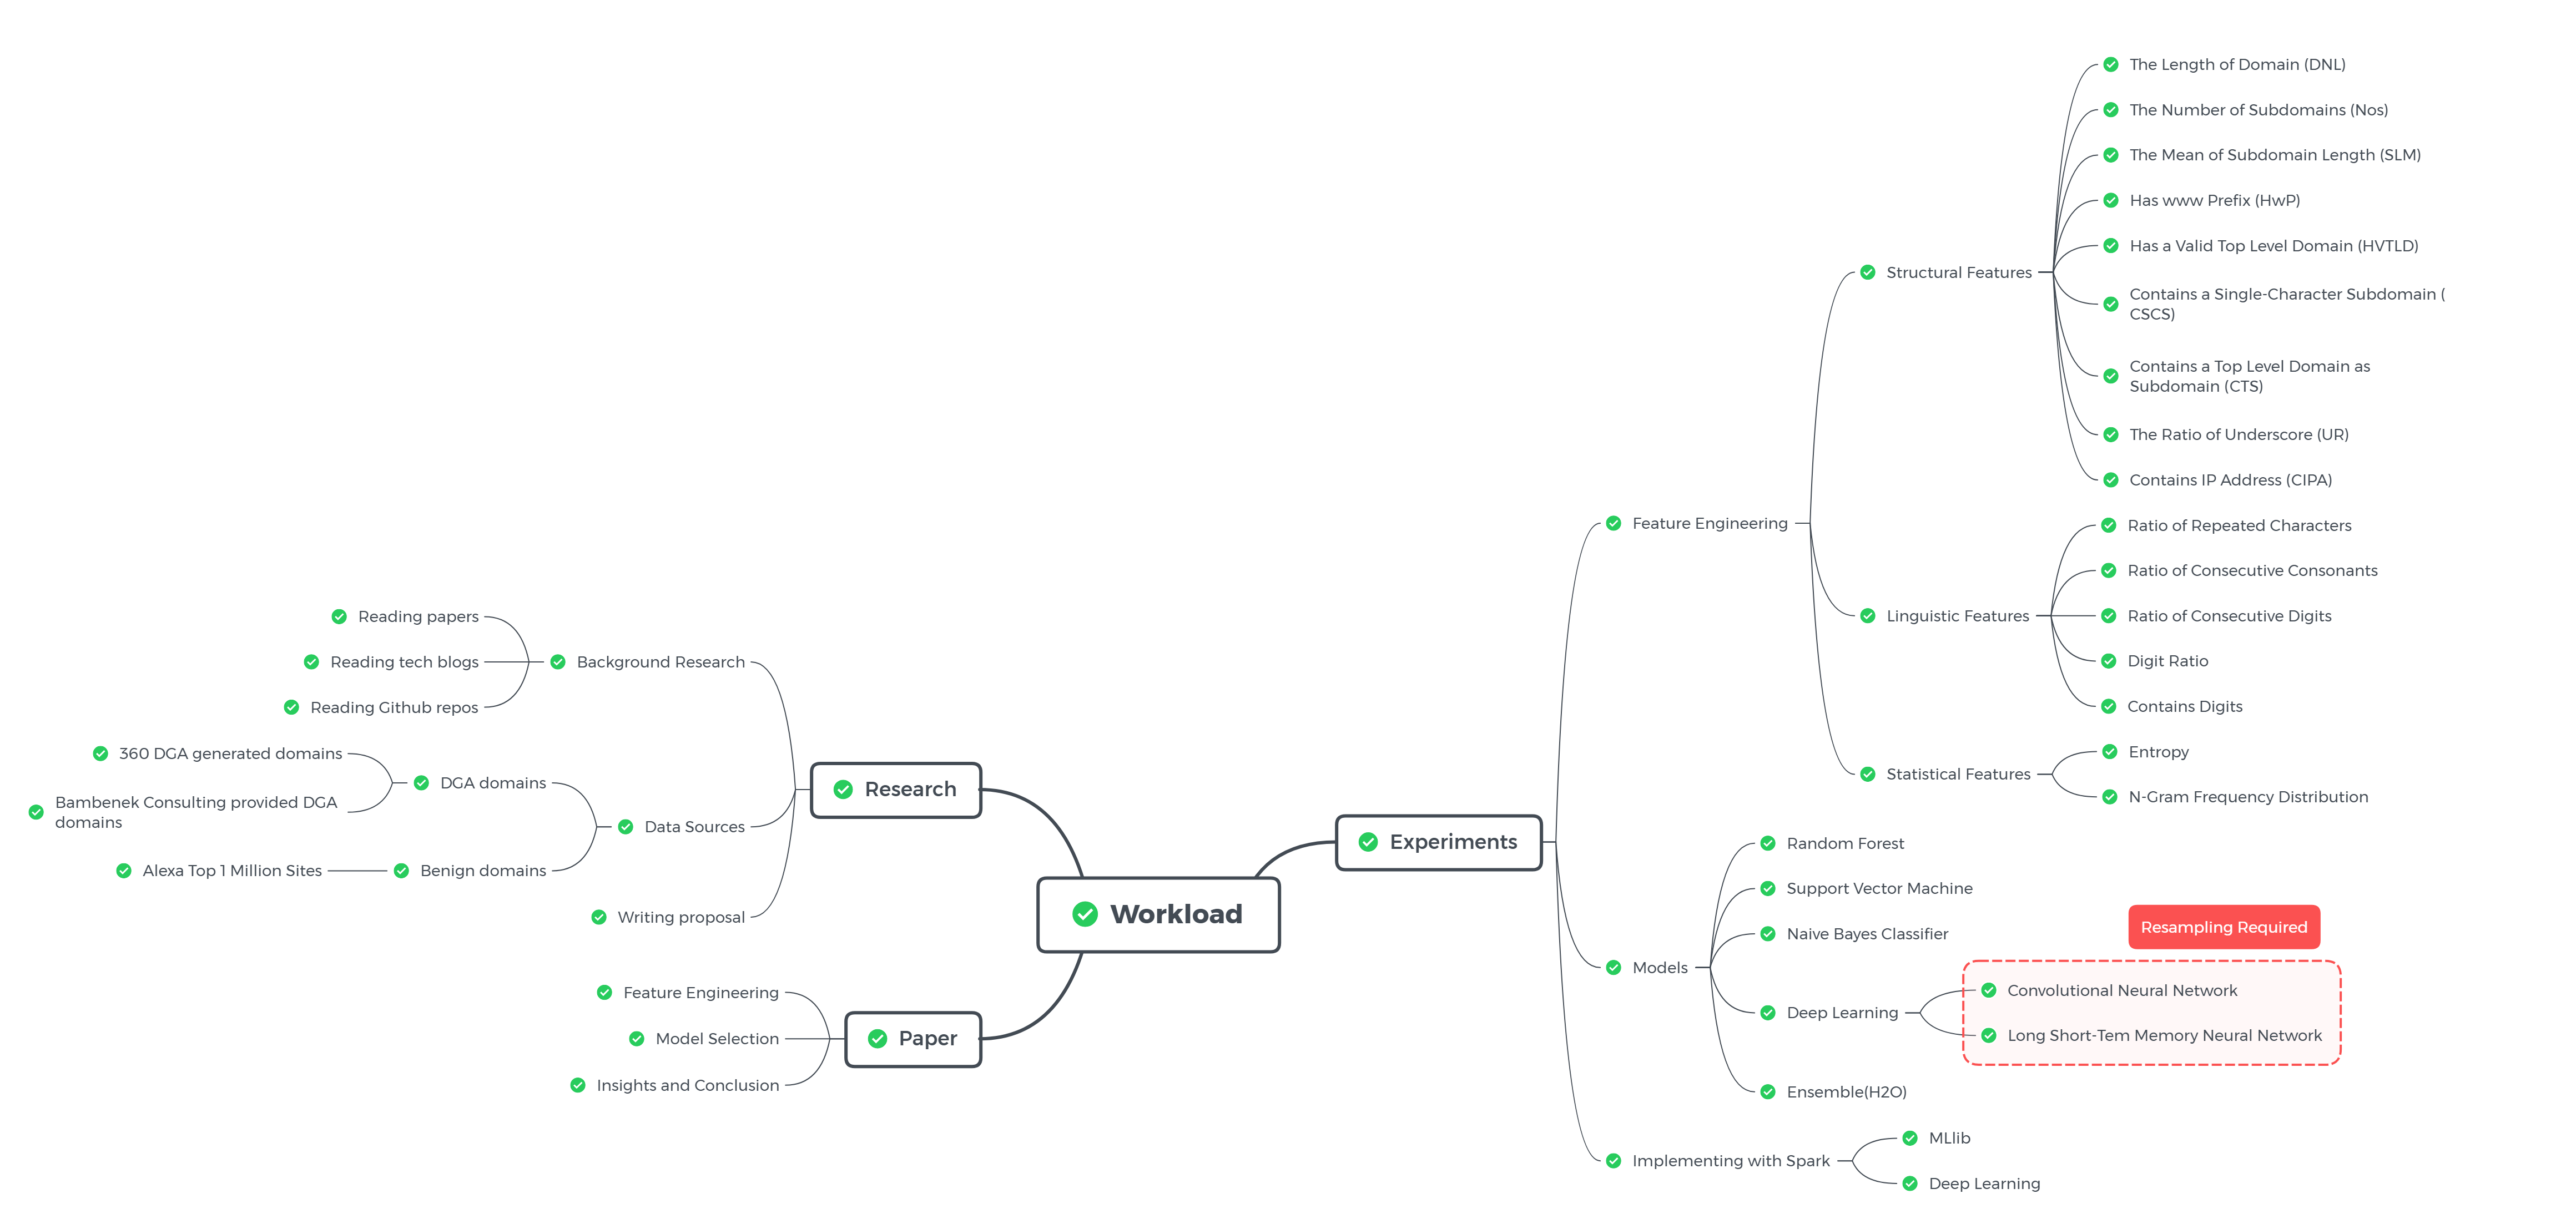 Workload
Research
Background Research
Reading papers
Reading tech blogs
Reading Github repos
Data Sources
DGA domains
360 DGA generated domains
Bambenek Consulting provided DGA
domains
Benign domains
Alexa Top 1 Million Sites
Writing proposal
Paper
Feature Engineering
Model Selection
Insights and Conclusion
Experiments
Feature Engineering
Structural Features
The Length of Domain (DNL)
The Number of Subdomains (Nos)
The Mean of Subdomain Length (SLM)
Has www Prefix (HwP)
Has a Valid Top Level Domain (HVTLD)
Contains a Single-Character Subdomain (
CSCS)
Contains a Top Level Domain as
Subdomain (CTS)
The Ratio of Underscore (UR)
Contains IP Address (CIPA)
Linguistic Features
Ratio of Repeated Characters
Ratio of Consecutive Consonants
Ratio of Consecutive Digits
Digit Ratio
Contains Digits
Statistical Features
Entropy
N-Gram Frequency Distribution
Models
Random Forest
Support Vector Machine
Naive Bayes Classifier
Deep Learning
Resampling Required
Convolutional Neural Network
Long Short-Tem Memory Neural Network
Ensemble(H2O)
Implementing with Spark
MLlib
Deep Learning